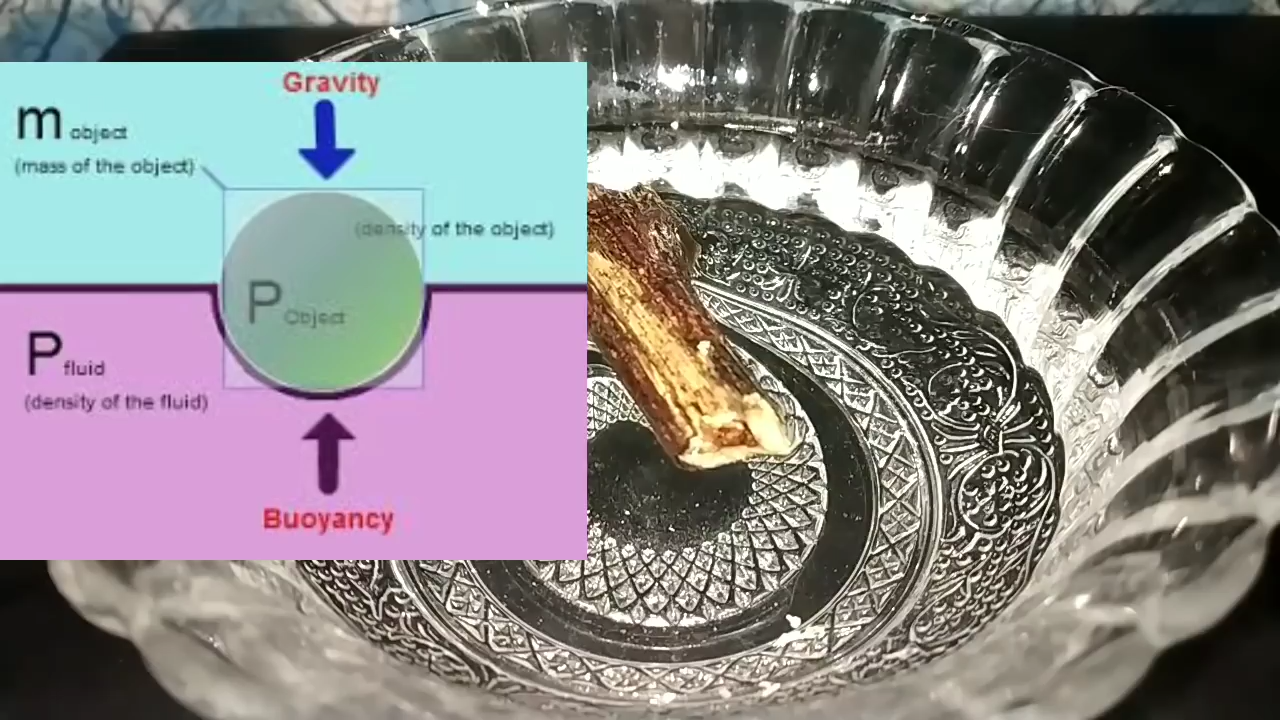 Gravity
m object
(mass of the object)
(density of the object)
P Object
P fluid
(density of the fluid)
Buoyancy